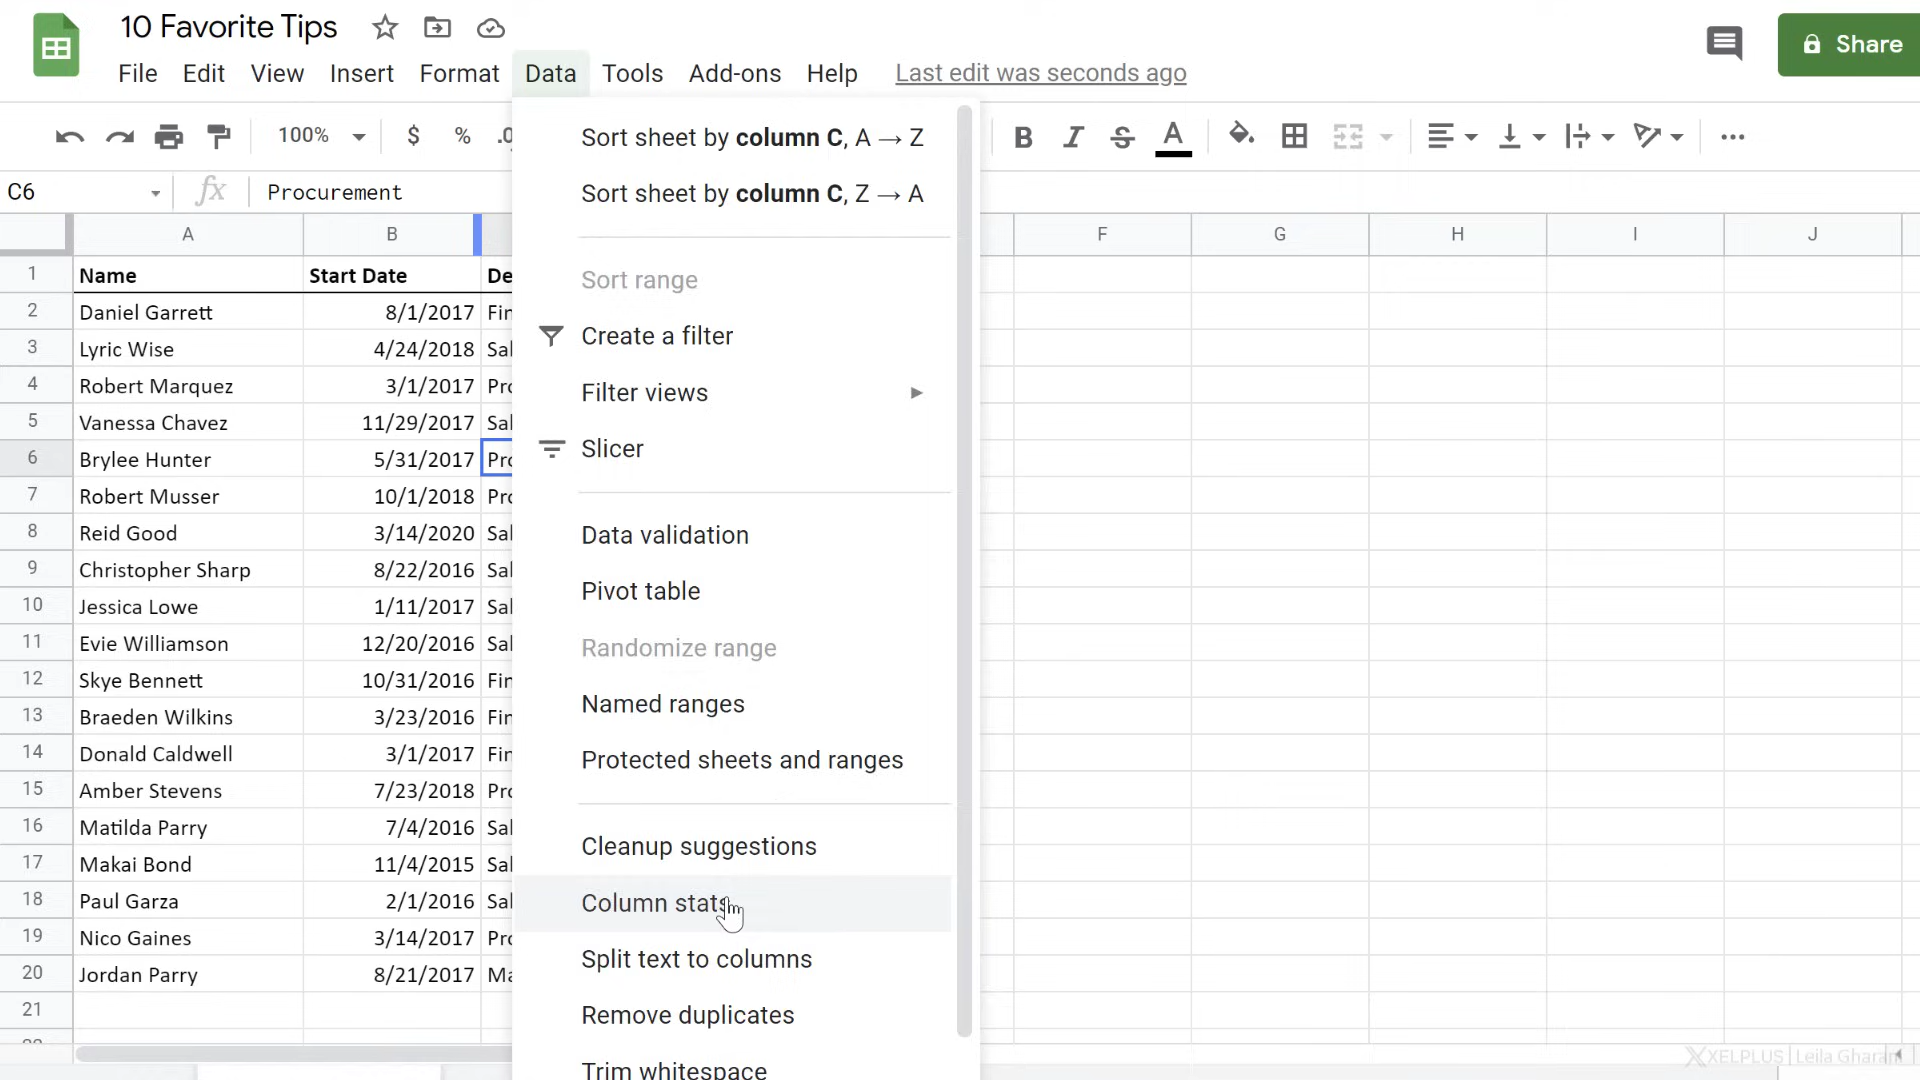 10 Favorite Tips
File Edit View Insert Format Data Tools Add-ons Help Last edit was seconds ago
Share
100% $ % .0 B I S A
C6 fx Procurement
A B F G H I J
1 Name Start Date De
2 Daniel Garrett 8/1/2017 Fin
3 Lyric Wise 4/24/2018 Sal
4 Robert Marquez 3/1/2017 Pro
5 Vanessa Chavez 11/29/2017 Sal
6 Brylee Hunter 5/31/2017 Pro
7 Robert Musser 10/1/2018 Pro
8 Reid Good 3/14/2020 Sal
9 Christopher Sharp 8/22/2016 Sal
10 Jessica Lowe 1/11/2017 Sal
11 Evie Williamson 12/20/2016 Sal
12 Skye Bennett 10/31/2016 Fin
13 Braeden Wilkins 3/23/2016 Fin
14 Donald Caldwell 3/1/2017 Fin
15 Amber Stevens 7/23/2018 Pro
16 Matilda Parry 7/4/2016 Sal
17 Makai Bond 11/4/2015 Sal
18 Paul Garza 2/1/2016 Sal
19 Nico Gaines 3/14/2017 Pro
20 Jordan Parry 8/21/2017 Ma
21
22
Sort sheet by column C, A → Z
Sort sheet by column C, Z → A
Sort range
Create a filter
Filter views
Slicer
Data validation
Pivot table
Randomize range
Named ranges
Protected sheets and ranges
Cleanup suggestions
Column stats
Split text to columns
Remove duplicates
Trim whitespace
XELPLUS | Leila Gharani